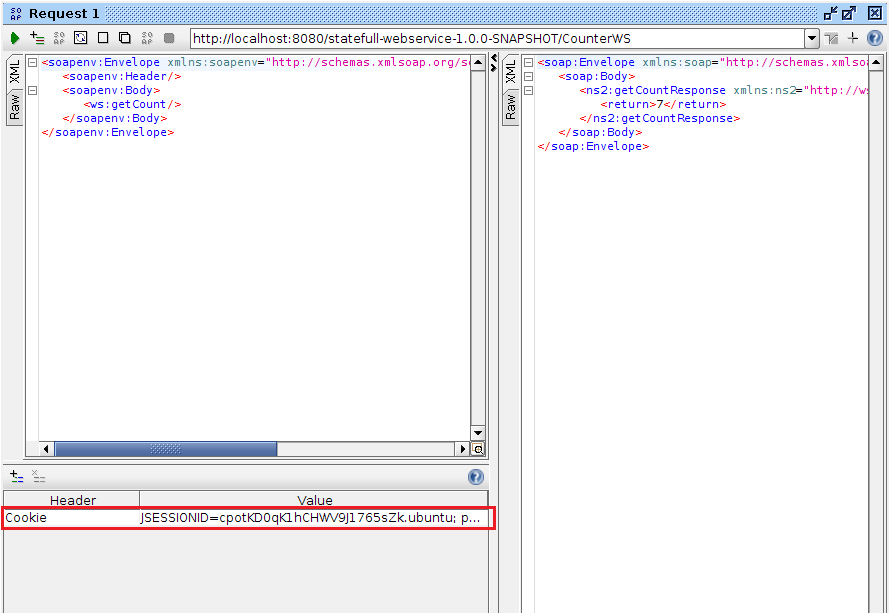 Request 1
http://localhost:8080/statefull-webservice-1.0.0-SNAPSHOT/CounterWS
XML
Raw
<soapenv:Envelope xmlns:soapenv="http://schemas.xmlsoap.org/so
<soapenv:Header/>
<soapenv:Body>
<ws:getCount/>
</soapenv:Body>
</soapenv:Envelope>
XML
Raw
<soap:Envelope xmlns:soap="http://schemas.xmlsoa
<soap:Body>
<ns2:getCountResponse xmlns:ns2="http://ws
<return>7</return>
</ns2:getCountResponse>
</soap:Body>
</soap:Envelope>
Header Value
Cookie JSESSIONID=cpotKD0qK1hCHWV9J1765sZk.ubuntu; p...